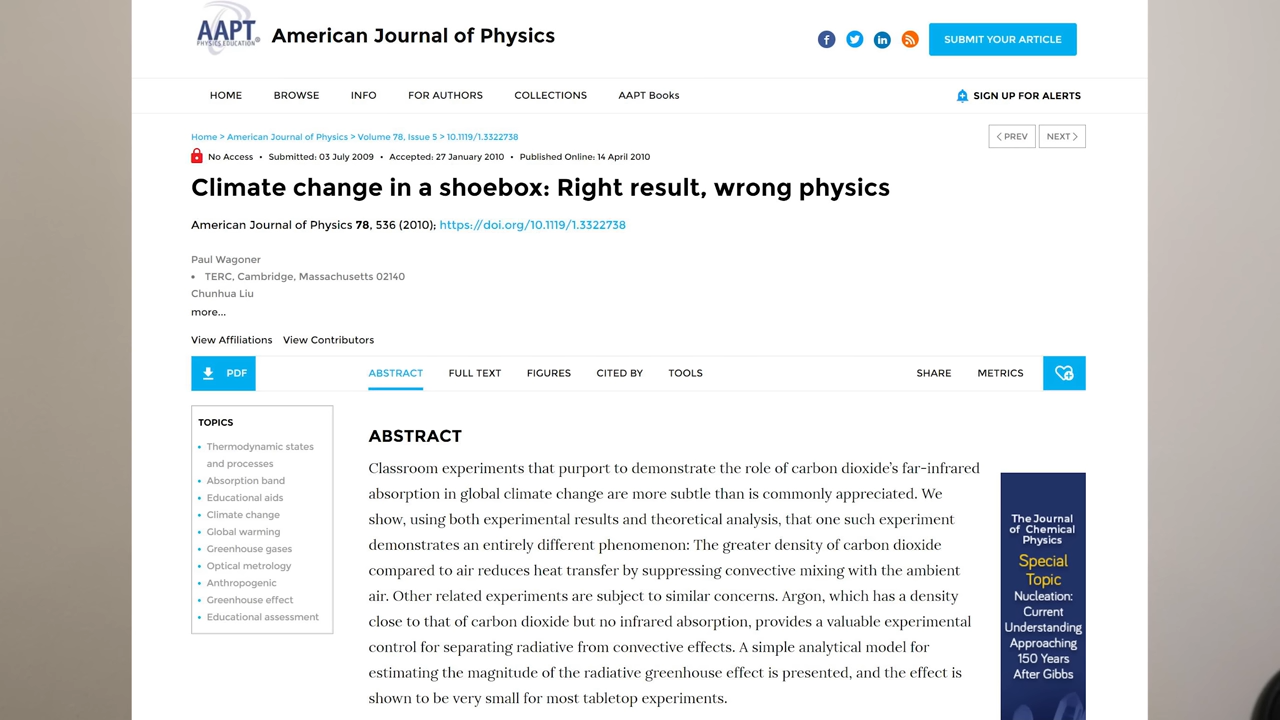 AAPT
PHYSICS EDUCATION
American Journal of Physics
SUBMIT YOUR ARTICLE
HOME BROWSE INFO FOR AUTHORS COLLECTIONS AAPT Books SIGN UP FOR ALERTS
Home > American Journal of Physics > Volume 78, Issue 5 > 10.1119/1.3322738
< PREV NEXT >
No Access • Submitted: 03 July 2009 • Accepted: 27 January 2010 • Published Online: 14 April 2010
Climate change in a shoebox: Right result, wrong physics
American Journal of Physics 78, 536 (2010); https://doi.org/10.1119/1.3322738
Paul Wagoner
• TERC, Cambridge, Massachusetts 02140
Chunhua Liu
more...
View Affiliations View Contributors
PDF ABSTRACT FULL TEXT FIGURES CITED BY TOOLS SHARE METRICS
TOPICS
• Thermodynamic states
and processes
• Absorption band
• Educational aids
• Climate change
• Global warming
• Greenhouse gases
• Optical metrology
• Anthropogenic
• Greenhouse effect
• Educational assessment
ABSTRACT
Classroom experiments that purport to demonstrate the role of carbon dioxide's far-infrared
absorption in global climate change are more subtle than is commonly appreciated. We
show, using both experimental results and theoretical analysis, that one such experiment
demonstrates an entirely different phenomenon: The greater density of carbon dioxide
compared to air reduces heat transfer by suppressing convective mixing with the ambient
air. Other related experiments are subject to similar concerns. Argon, which has a density
close to that of carbon dioxide but no infrared absorption, provides a valuable experimental
control for separating radiative from convective effects. A simple analytical model for
estimating the magnitude of the radiative greenhouse effect is presented, and the effect is
shown to be very small for most tabletop experiments.
The Journal
of Chemical
Physics
Special
Topic
Nucleation:
Current
Understanding
Approaching
150 Years
After Gibbs